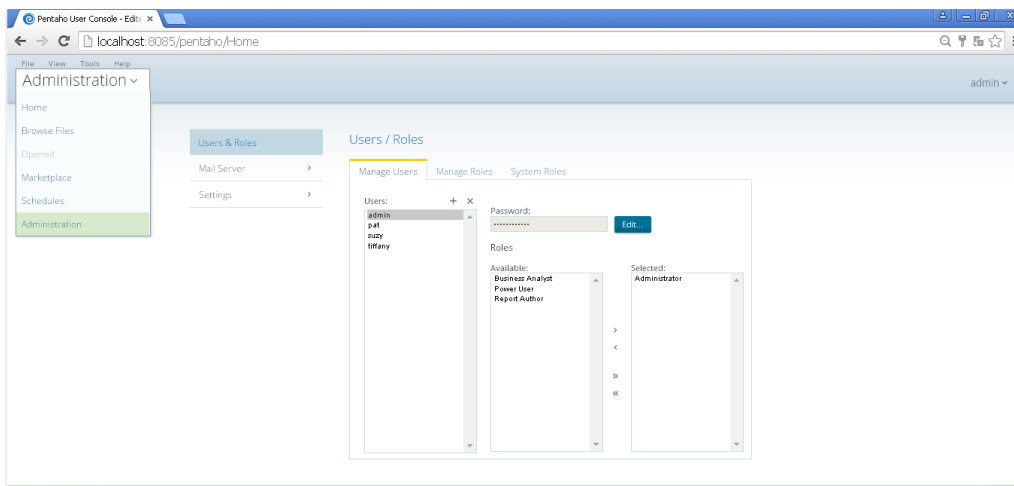 Pentaho User Console - Edit
localhost:8085/pentaho/Home
File View Tools Help
Administration
admin
Home
Browse Files
Opened
Marketplace
Schedules
Administration
Users & Roles
Mail Server
Settings
Users / Roles
Manage Users Manage Roles System Roles
Users:
admin
pat
suzy
tiffany
Password:
············
Edit...
Roles
Available:
Business Analyst
Power User
Report Author
Selected:
Administrator